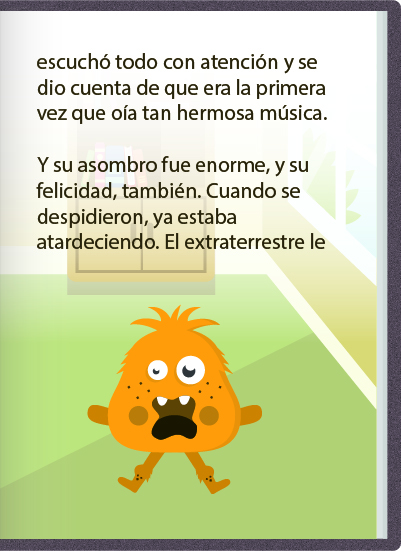 escuchó todo con atención y se
dio cuenta de que era la primera
vez que oía tan hermosa música.
Y su asombro fue enorme, y su
felicidad, también. Cuando se
despidieron, ya estaba
atardeciendo. El extraterrestre le